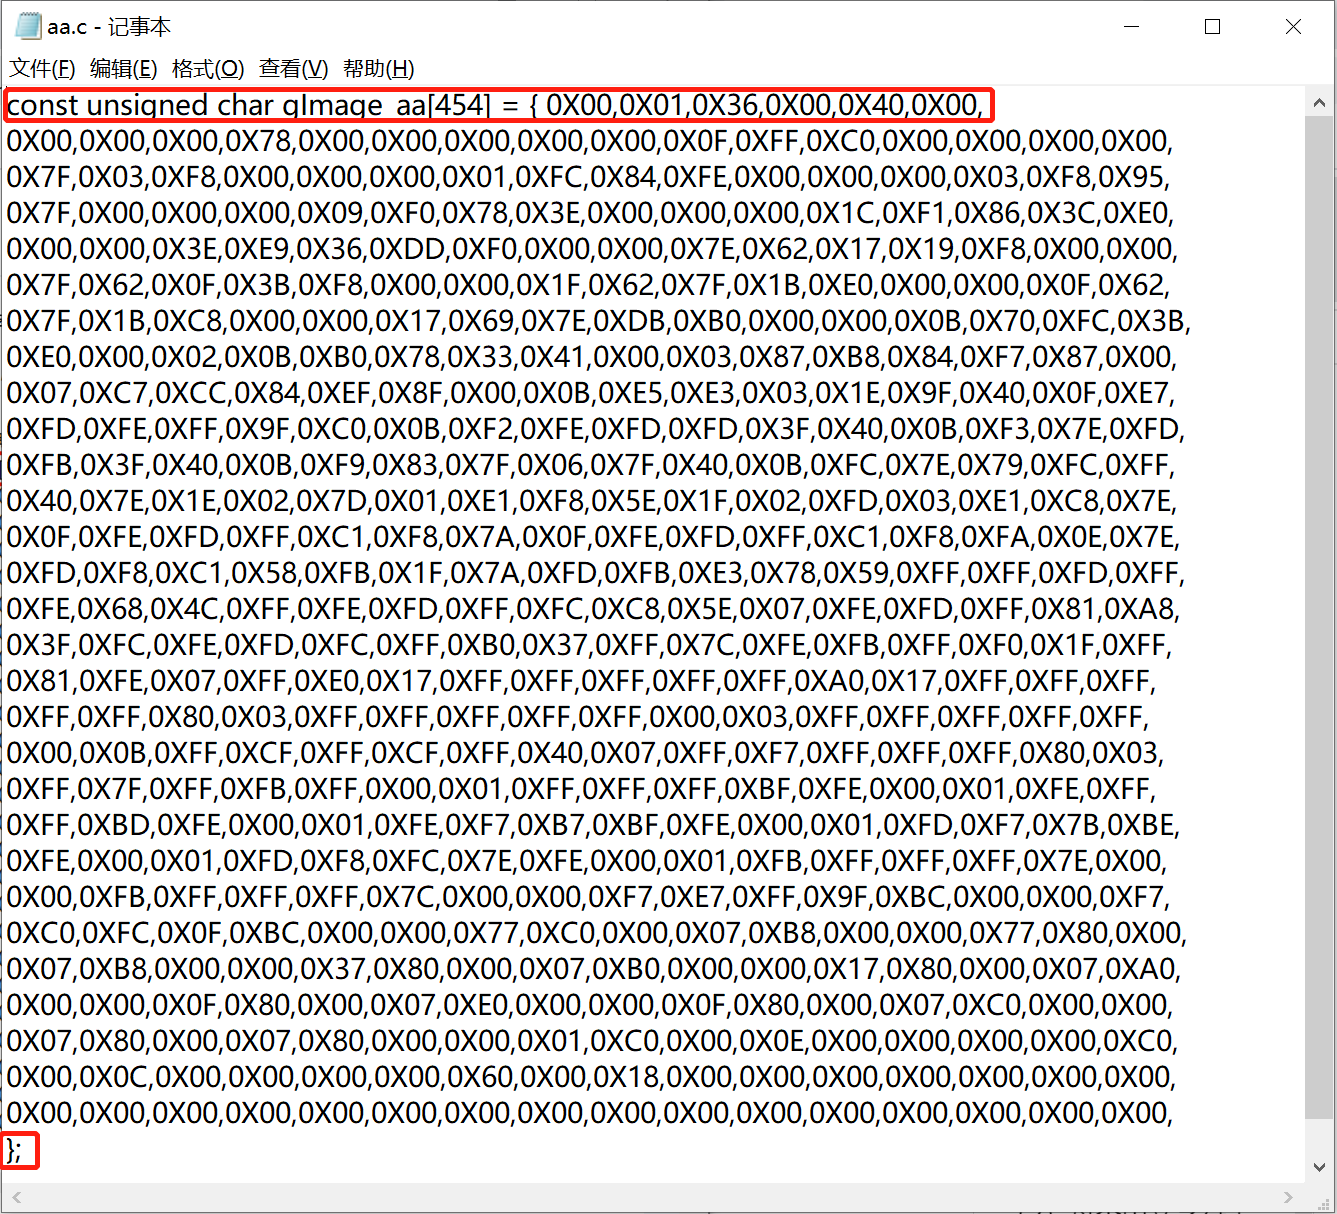 aa.c - 记事本
文件(F) 编辑(E) 格式(O) 查看(V) 帮助(H)
const unsigned char gImage_aa[454] = { 0X00,0X01,0X36,0X00,0X40,0X00,
0X00,0X00,0X00,0X78,0X00,0X00,0X00,0X00,0X00,0X0F,0XFF,0XC0,0X00,0X00,0X00,0X00,
0X7F,0X03,0XF8,0X00,0X00,0X00,0X01,0XFC,0X84,0XFE,0X00,0X00,0X00,0X03,0XF8,0X95,
0X7F,0X00,0X00,0X00,0X09,0XF0,0X78,0X3E,0X00,0X00,0X00,0X1C,0XF1,0X86,0X3C,0XE0,
0X00,0X00,0X3E,0XE9,0X36,0XDD,0XF0,0X00,0X00,0X7E,0X62,0X17,0X19,0XF8,0X00,0X00,
0X7F,0X62,0X0F,0X3B,0XF8,0X00,0X00,0X1F,0X62,0X7F,0X1B,0XE0,0X00,0X00,0X0F,0X62,
0X7F,0X1B,0XC8,0X00,0X00,0X17,0X69,0X7E,0XDB,0XB0,0X00,0X00,0X0B,0X70,0XFC,0X3B,
0XE0,0X00,0X02,0X0B,0XB0,0X78,0X33,0X41,0X00,0X03,0X87,0XB8,0X84,0XF7,0X87,0X00,
0X07,0XC7,0XCC,0X84,0XEF,0X8F,0X00,0X0B,0XE5,0XE3,0X03,0X1E,0X9F,0X40,0X0F,0XE7,
0XFD,0XFE,0XFF,0X9F,0XC0,0X0B,0XF2,0XFE,0XFD,0XFD,0X3F,0X40,0X0B,0XF3,0X7E,0XFD,
0XFB,0X3F,0X40,0X0B,0XF9,0X83,0X7F,0X06,0X7F,0X40,0X0B,0XFC,0X7E,0X79,0XFC,0XFF,
0X40,0X7E,0X1E,0X02,0X7D,0X01,0XE1,0XF8,0X5E,0X1F,0X02,0XFD,0X03,0XE1,0XC8,0X7E,
0X0F,0XFE,0XFD,0XFF,0XC1,0XF8,0X7A,0X0F,0XFE,0XFD,0XFF,0XC1,0XF8,0XFA,0X0E,0X7E,
0XFD,0XF8,0XC1,0X58,0XFB,0X1F,0X7A,0XFD,0XFB,0XE3,0X78,0X59,0XFF,0XFF,0XFD,0XFF,
0XFE,0X68,0X4C,0XFF,0XFE,0XFD,0XFF,0XFC,0XC8,0X5E,0X07,0XFE,0XFD,0XFF,0X81,0XA8,
0X3F,0XFC,0XFE,0XFD,0XFC,0XFF,0XB0,0X37,0XFF,0X7C,0XFE,0XFB,0XFF,0XF0,0X1F,0XFF,
0X81,0XFE,0X07,0XFF,0XE0,0X17,0XFF,0XFF,0XFF,0XFF,0XFF,0XA0,0X17,0XFF,0XFF,0XFF,
0XFF,0XFF,0X80,0X03,0XFF,0XFF,0XFF,0XFF,0XFF,0X00,0X03,0XFF,0XFF,0XFF,0XFF,0XFF,
0X00,0X0B,0XFF,0XCF,0XFF,0XCF,0XFF,0X40,0X07,0XFF,0XF7,0XFF,0XFF,0XFF,0X80,0X03,
0XFF,0X7F,0XFF,0XFB,0XFF,0X00,0X01,0XFF,0XFF,0XFF,0XBF,0XFE,0X00,0X01,0XFE,0XFF,
0XFF,0XBD,0XFE,0X00,0X01,0XFE,0XF7,0XB7,0XBF,0XFE,0X00,0X01,0XFD,0XF7,0X7B,0XBE,
0XFE,0X00,0X01,0XFD,0XF8,0XFC,0X7E,0XFE,0X00,0X01,0XFB,0XFF,0XFF,0XFF,0X7E,0X00,
0X00,0XFB,0XFF,0XFF,0XFF,0X7C,0X00,0X00,0XF7,0XE7,0XFF,0X9F,0XBC,0X00,0X00,0XF7,
0XC0,0XFC,0X0F,0XBC,0X00,0X00,0X77,0XC0,0X00,0X07,0XB8,0X00,0X00,0X77,0X80,0X00,
0X07,0XB8,0X00,0X00,0X37,0X80,0X00,0X07,0XB0,0X00,0X00,0X17,0X80,0X00,0X07,0XA0,
0X00,0X00,0X0F,0X80,0X00,0X07,0XE0,0X00,0X00,0X0F,0X80,0X00,0X07,0XC0,0X00,0X00,
0X07,0X80,0X00,0X07,0X80,0X00,0X00,0X01,0XC0,0X00,0X0E,0X00,0X00,0X00,0X00,0XC0,
0X00,0X0C,0X00,0X00,0X00,0X00,0X60,0X00,0X18,0X00,0X00,0X00,0X00,0X00,0X00,0X00,
0X00,0X00,0X00,0X00,0X00,0X00,0X00,0X00,0X00,0X00,0X00,0X00,0X00,0X00,0X00,0X00,
};